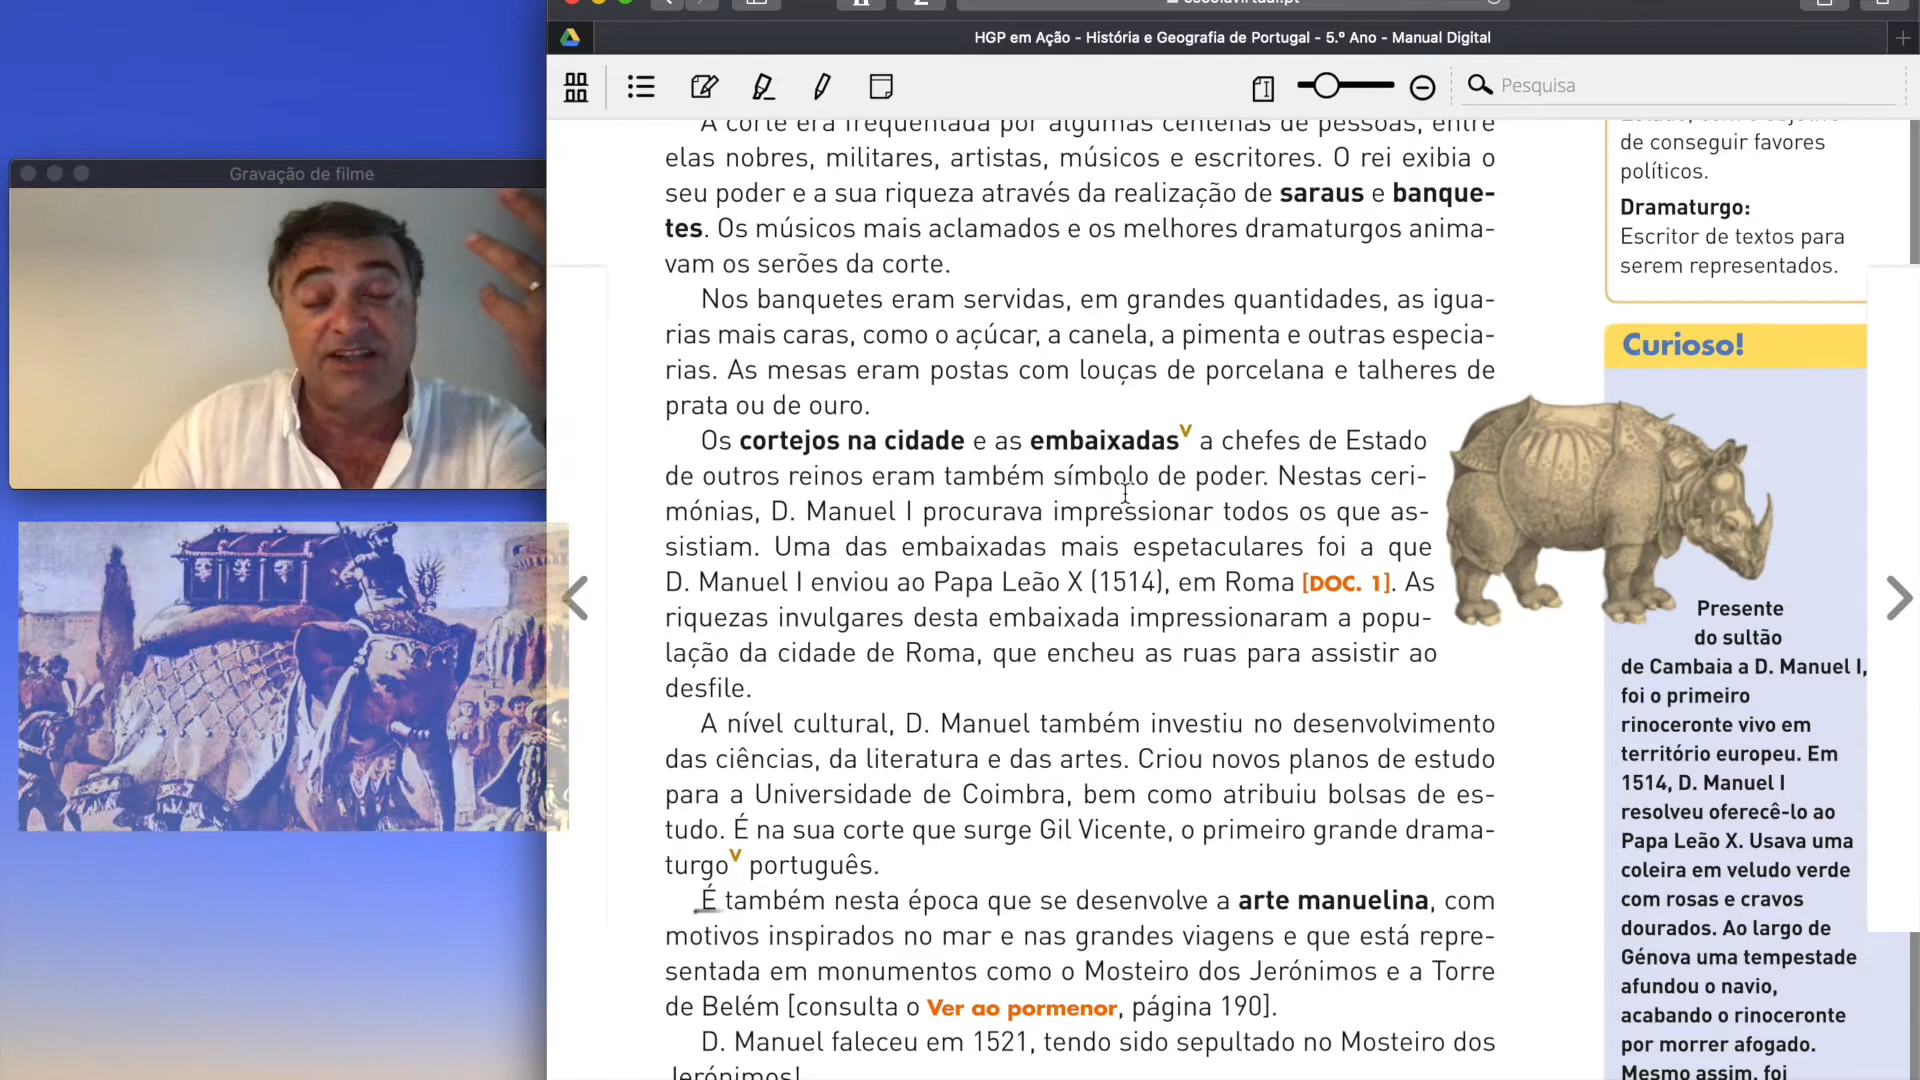 HGP em Ação - História e Geografia de Portugal - 5.º Ano - Manual Digital
Pesquisa
Gravação de filme
A corte era frequentada por algumas centenas de pessoas, entre
elas nobres, militares, artistas, músicos e escritores. O rei exibia o
seu poder e a sua riqueza através da realização de saraus e banque-
tes. Os músicos mais aclamados e os melhores dramaturgos anima-
vam os serões da corte.
Nos banquetes eram servidas, em grandes quantidades, as igua-
rias mais caras, como o açúcar, a canela, a pimenta e outras especia-
rias. As mesas eram postas com louças de porcelana e talheres de
prata ou de ouro.
Os cortejos na cidade e as embaixadasV a chefes de Estado
de outros reinos eram também símbolo de poder. Nestas ceri-
mónias, D. Manuel I procurava impressionar todos os que as-
sistiam. Uma das embaixadas mais espetaculares foi a que
D. Manuel I enviou ao Papa Leão X (1514), em Roma [DOC. 1]. As
riquezas invulgares desta embaixada impressionaram a popu-
lação da cidade de Roma, que encheu as ruas para assistir ao
desfile.
A nível cultural, D. Manuel também investiu no desenvolvimento
das ciências, da literatura e das artes. Criou novos planos de estudo
para a Universidade de Coimbra, bem como atribuiu bolsas de es-
tudo. É na sua corte que surge Gil Vicente, o primeiro grande drama-
turgoV português.
É também nesta época que se desenvolve a arte manuelina, com
motivos inspirados no mar e nas grandes viagens e que está repre-
sentada em monumentos como o Mosteiro dos Jerónimos e a Torre
de Belém [consulta o Ver ao pormenor, página 190].
D. Manuel faleceu em 1521, tendo sido sepultado no Mosteiro dos
Jerónimos!
de conseguir favores
políticos.
Dramaturgo:
Escritor de textos para
serem representados.
Curioso!
Presente
do sultão
de Cambaia a D. Manuel I,
foi o primeiro
rinoceronte vivo em
território europeu. Em
1514, D. Manuel I
resolveu oferecê-lo ao
Papa Leão X. Usava uma
coleira em veludo verde
com rosas e cravos
dourados. Ao largo de
Génova uma tempestade
afundou o navio,
acabando o rinoceronte
por morrer afogado.
Mesmo assim, foi